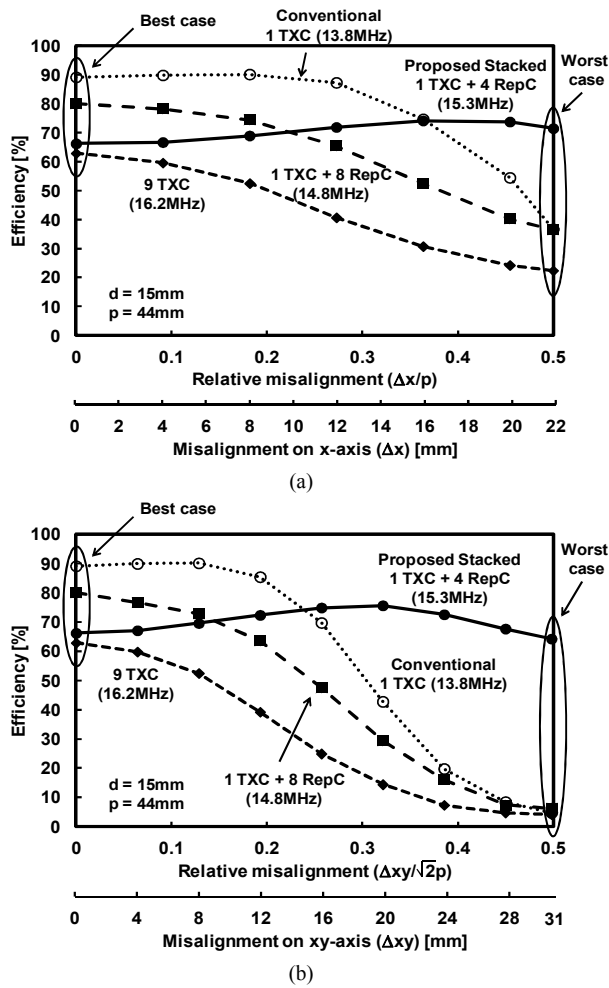 Best case
Conventional
1 TXC (13.8MHz)
Proposed Stacked
1 TXC + 4 RepC
(15.3MHz)
Worst
case
100
90
80
70
60
50
40
30
20
10
0
Efficiency [%]
9 TXC
(16.2MHz)
1 TXC + 8 RepC
(14.8MHz)
d = 15mm
p = 44mm
0 0.1 0.2 0.3 0.4 0.5
Relative misalignment (Δx/p)
0 2 4 6 8 10 12 14 16 18 20 22
Misalignment on x-axis (Δx) [mm]
(a)
Best case
Proposed Stacked
1 TXC + 4 RepC
(15.3MHz)
Worst
case
100
90
80
70
60
50
40
30
20
10
0
Efficiency [%]
9 TXC
(16.2MHz)
Conventional
1 TXC (13.8MHz)
1 TXC + 8 RepC
(14.8MHz)
d = 15mm
p = 44mm
0 0.1 0.2 0.3 0.4 0.5
Relative misalignment (Δxy/√2p)
0 4 8 12 16 20 24 28 31
Misalignment on xy-axis (Δxy) [mm]
(b)